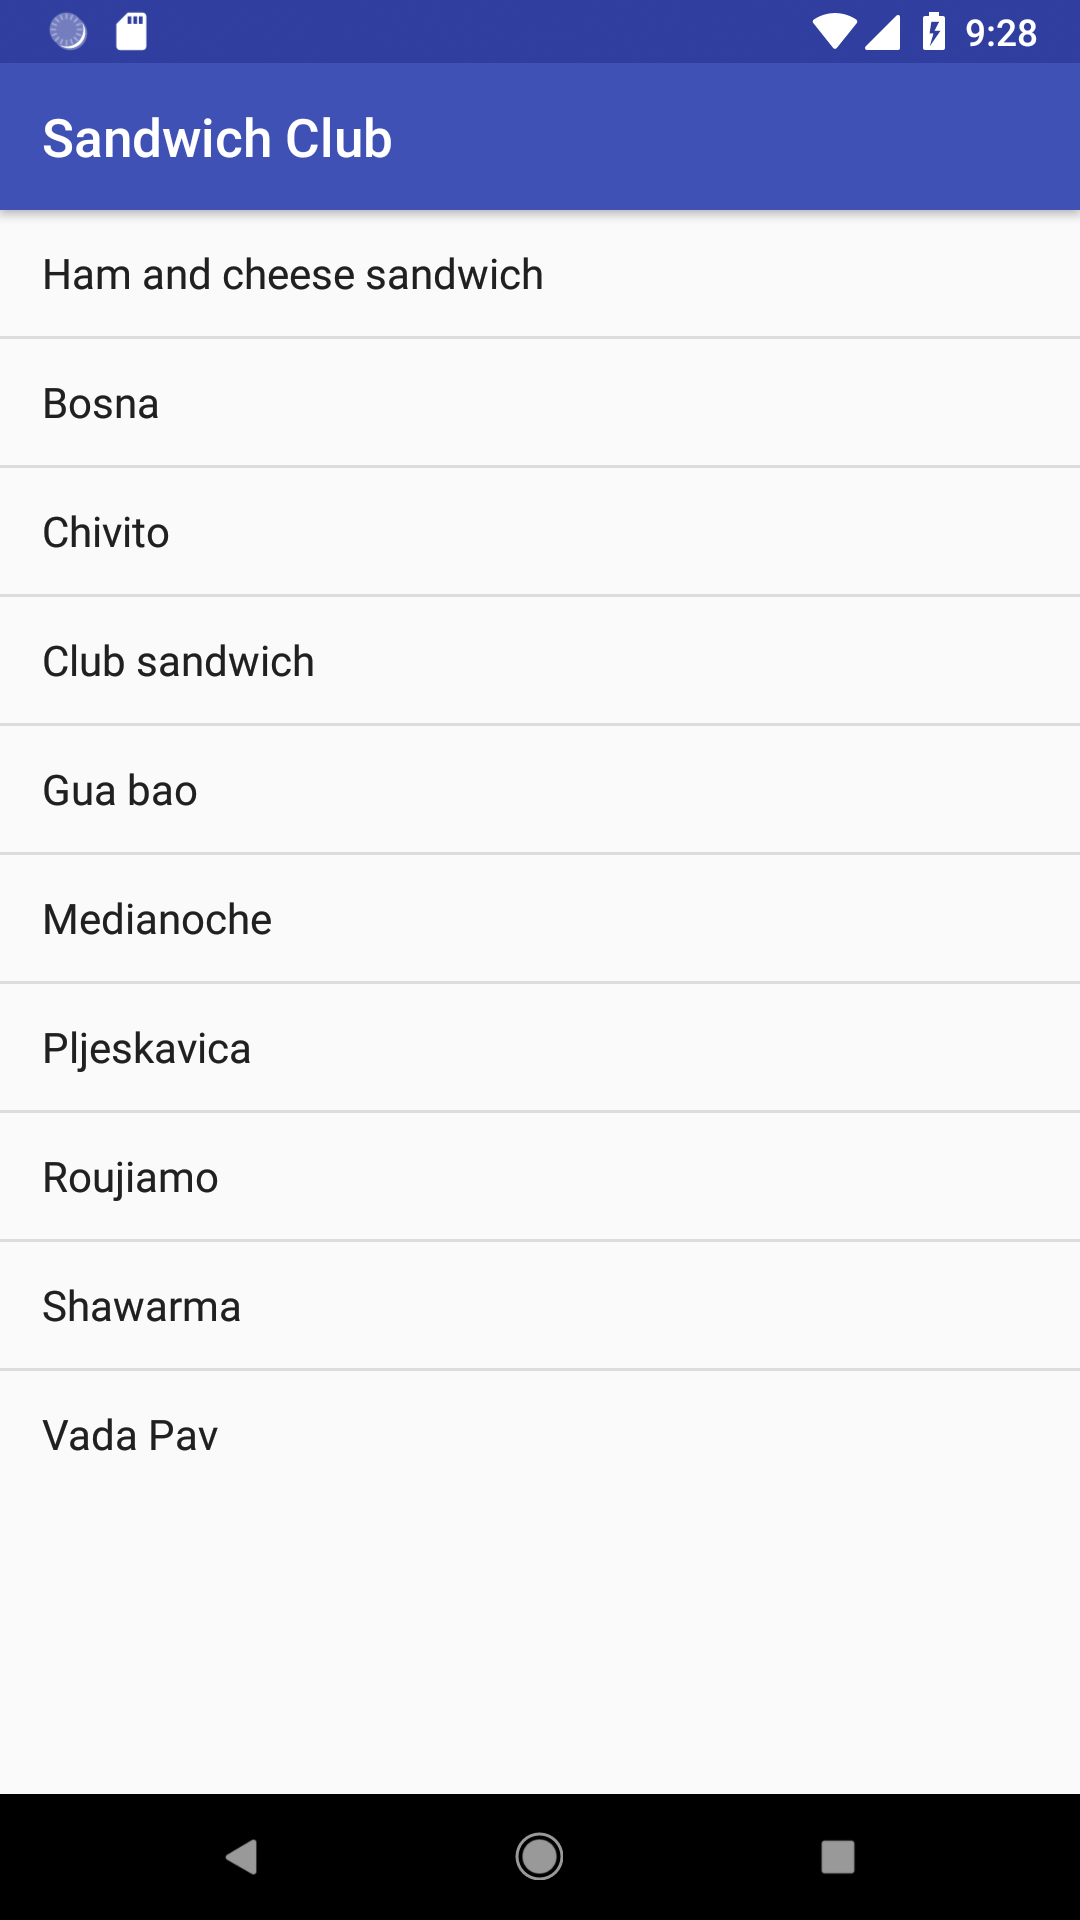 9:28
Sandwich Club
Ham and cheese sandwich
Bosna
Chivito
Club sandwich
Gua bao
Medianoche
Pljeskavica
Roujiamo
Shawarma
Vada Pav